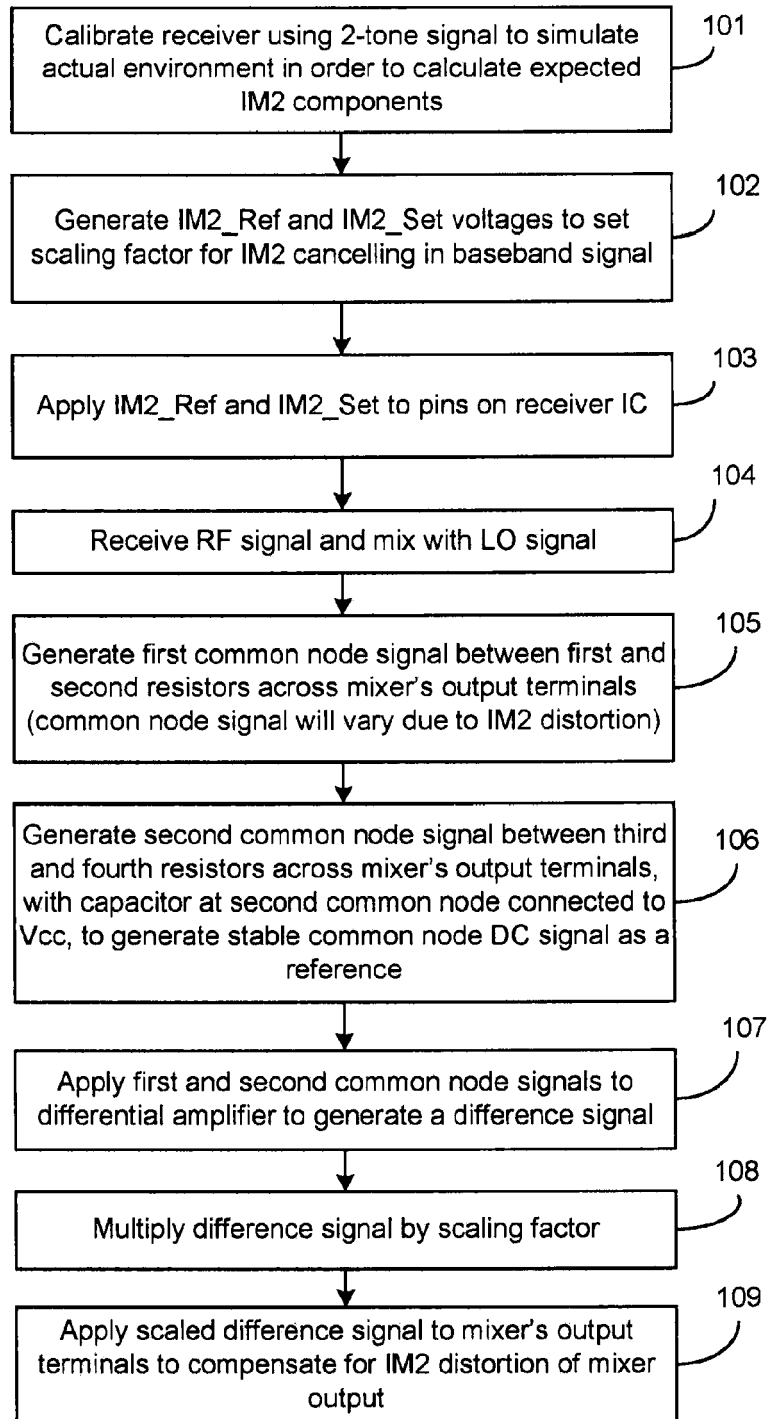 Calibrate receiver using 2-tone signal to simulate
actual environment in order to calculate expected
IM2 components
101
Generate IM2_Ref and IM2_Set voltages to set
scaling factor for IM2 cancelling in baseband signal
102
Apply IM2_Ref and IM2_Set to pins on receiver IC
103
Receive RF signal and mix with LO signal
104
Generate first common node signal between first and
second resistors across mixer's output terminals
(common node signal will vary due to IM2 distortion)
105
Generate second common node signal between third
and fourth resistors across mixer's output terminals,
with capacitor at second common node connected to
Vcc, to generate stable common node DC signal as a
reference
106
Apply first and second common node signals to
differential amplifier to generate a difference signal
107
Multiply difference signal by scaling factor
108
Apply scaled difference signal to mixer's output
terminals to compensate for IM2 distortion of mixer
output
109